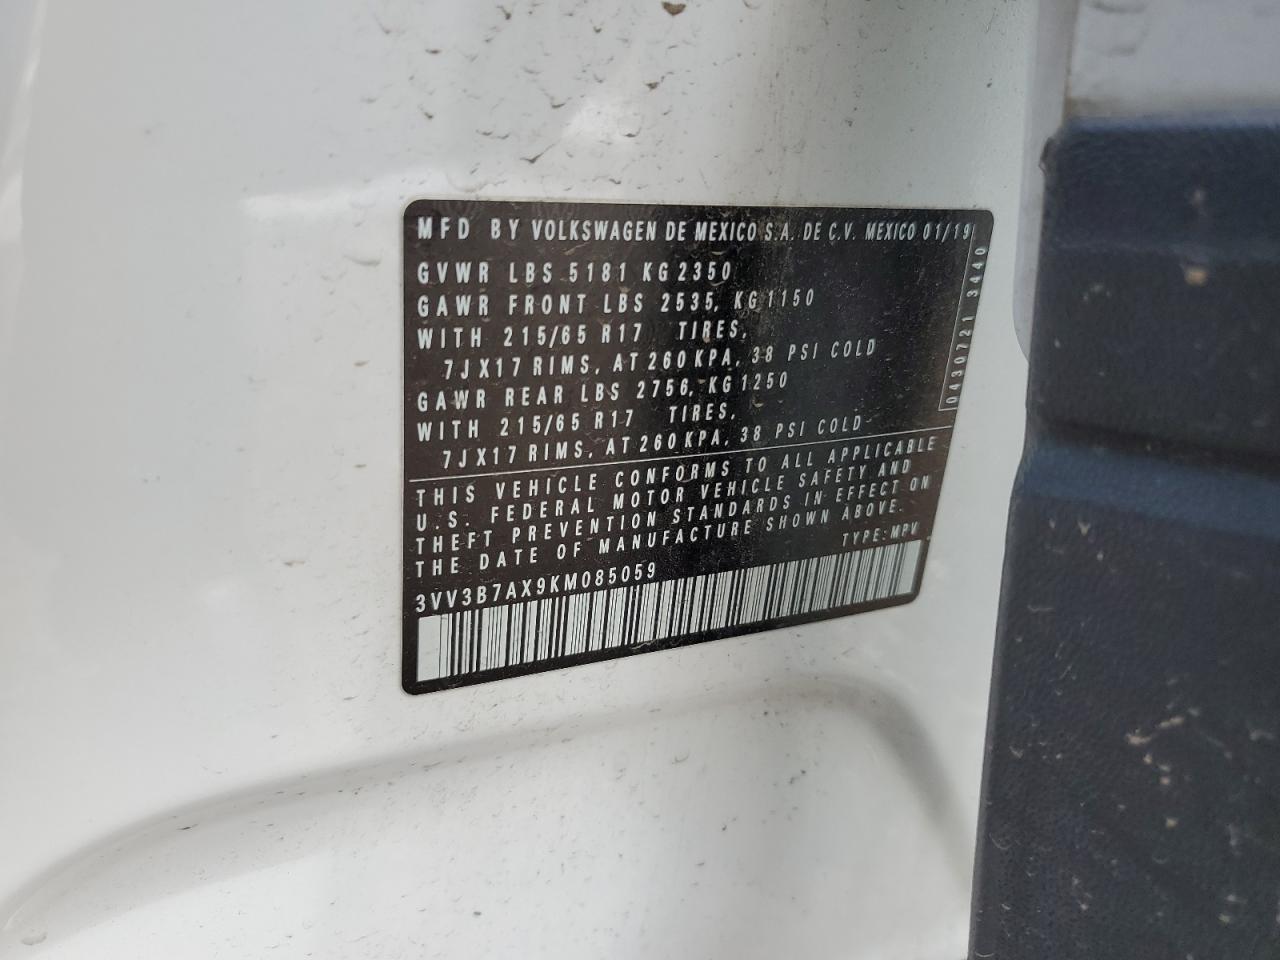 MFD BY VOLKSWAGEN DE MEXICO S.A. DE C.V. MEXICO 01/19
GVWR LBS 5181 KG 2350
GAWR FRONT LBS 2535, KG 1150
WITH 215/65 R17 TIRES,
7JX17 RIMS, AT 260 KPA, 38 PSI COLD
GAWR REAR LBS 2756, KG 1250
WITH 215/65 R17 TIRES,
7JX17 RIMS, AT 260 KPA, 38 PSI COLD
THIS VEHICLE CONFORMS TO ALL APPLICABLE
U.S. FEDERAL MOTOR VEHICLE SAFETY AND
THEFT PREVENTION STANDARDS IN EFFECT ON
THE DATE OF MANUFACTURE SHOWN ABOVE.
TYPE: MPV
3VV3B7AX9KM085059
0430721 3440